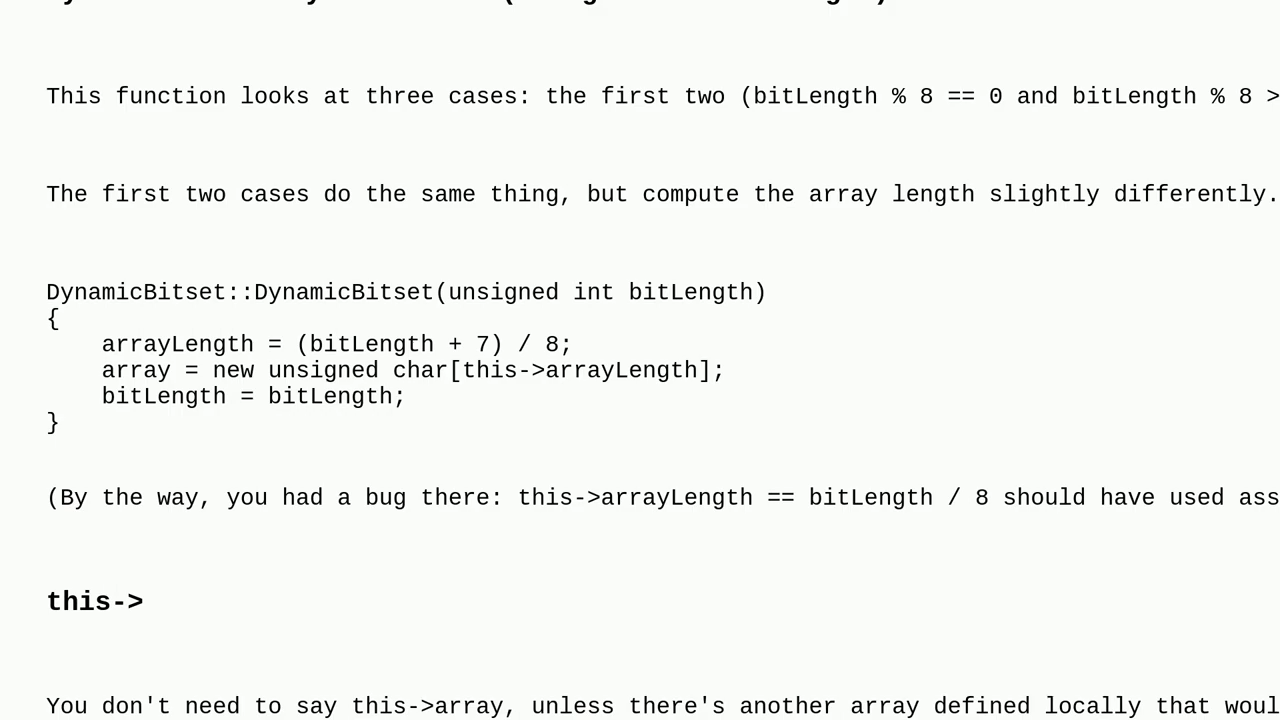 This function looks at three cases: the first two (bitLength % 8 == 0 and bitLength % 8 >
The first two cases do the same thing, but compute the array length slightly differently.
DynamicBitset::DynamicBitset(unsigned int bitLength)
{
    arrayLength = (bitLength + 7) / 8;
    array = new unsigned char[this->arrayLength];
    bitLength = bitLength;
}
(By the way, you had a bug there: this->arrayLength == bitLength / 8 should have used ass
this->
You don't need to say this->array, unless there's another array defined locally that woul